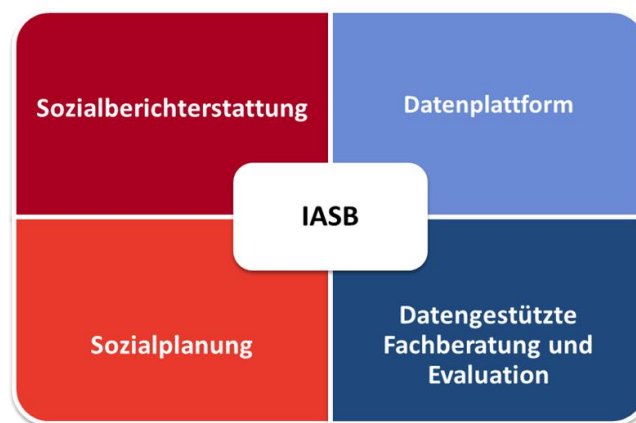 Sozialberichterstattung
Datenplattform
IASB
Sozialplanung
Datengestützte
Fachberatung und
Evaluation